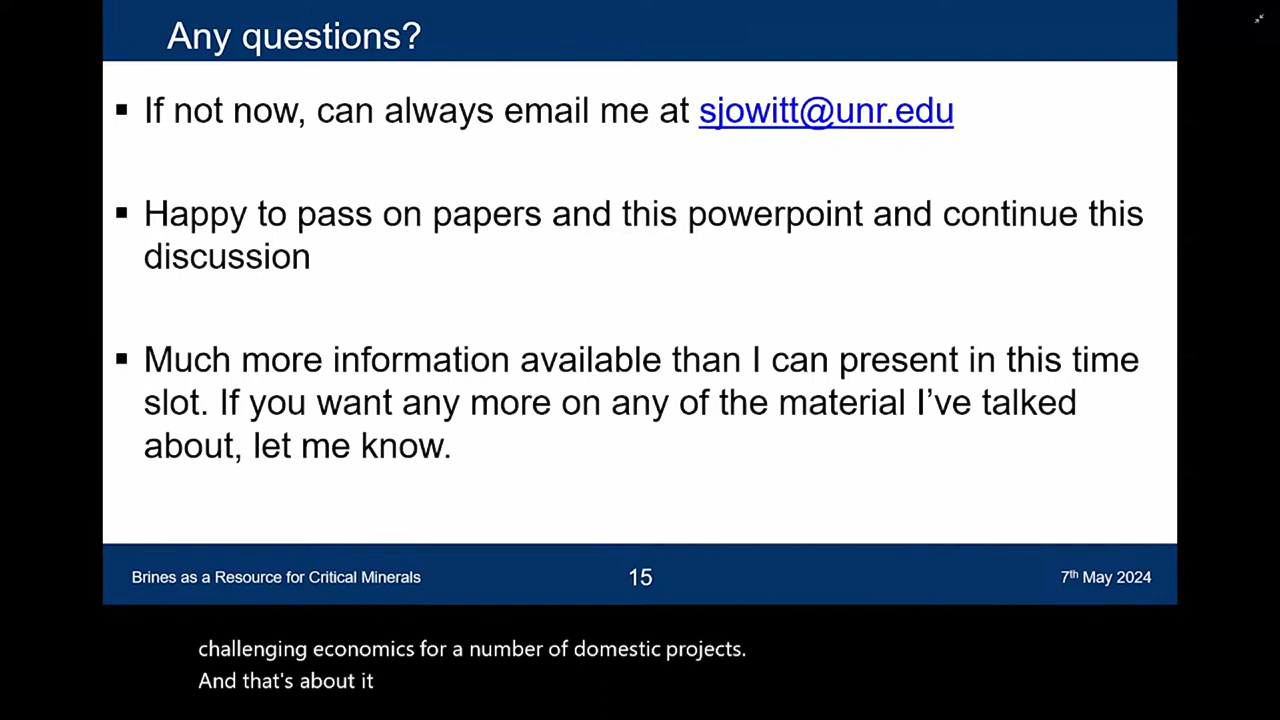 Any questions?
▪ If not now, can always email me at sjowitt@unr.edu
▪ Happy to pass on papers and this powerpoint and continue this
discussion
▪ Much more information available than I can present in this time
slot. If you want any more on any of the material I’ve talked
about, let me know.
Brines as a Resource for Critical Minerals 15 7th May 2024
challenging economics for a number of domestic projects.
And that's about it